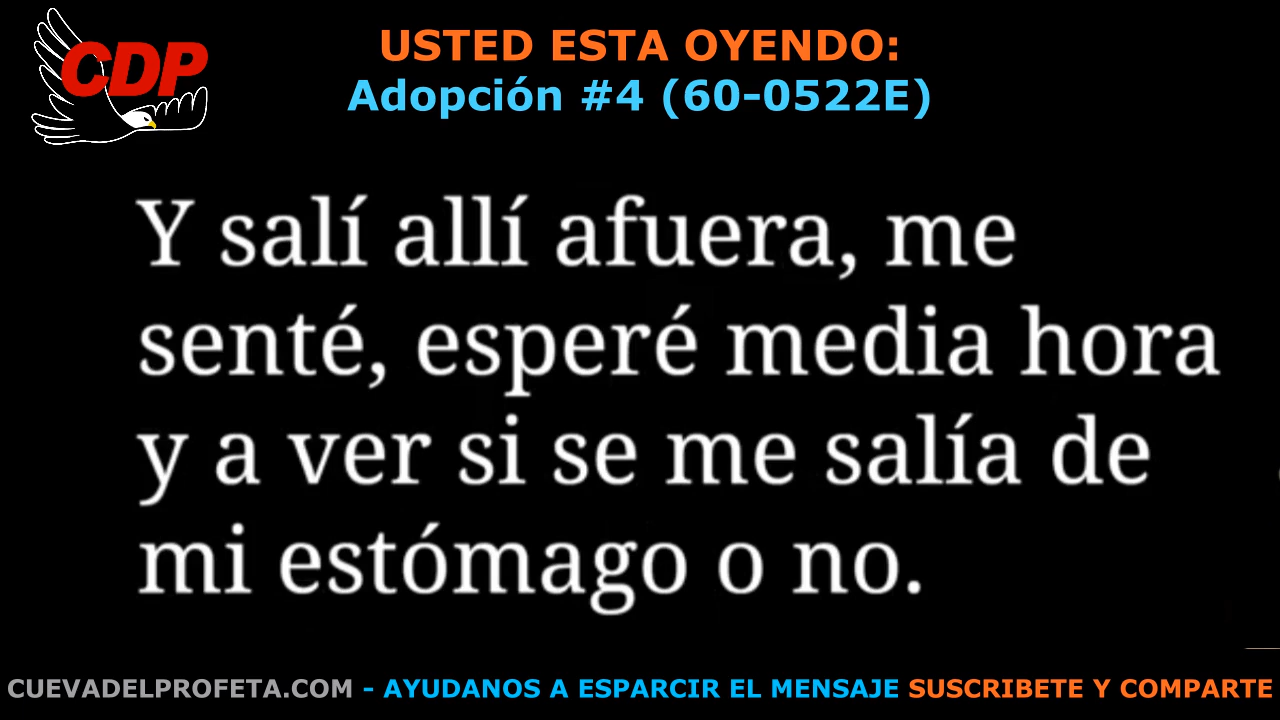 CDP
USTED ESTA OYENDO:
Adopción #4 (60-0522E)
Y salí allí afuera, me
senté, esperé media hora
y a ver si se me salía de
mi estómago o no.
CUEVADELPROFETA.COM - AYUDANOS A ESPARCIR EL MENSAJE SUSCRIBETE Y COMPARTE